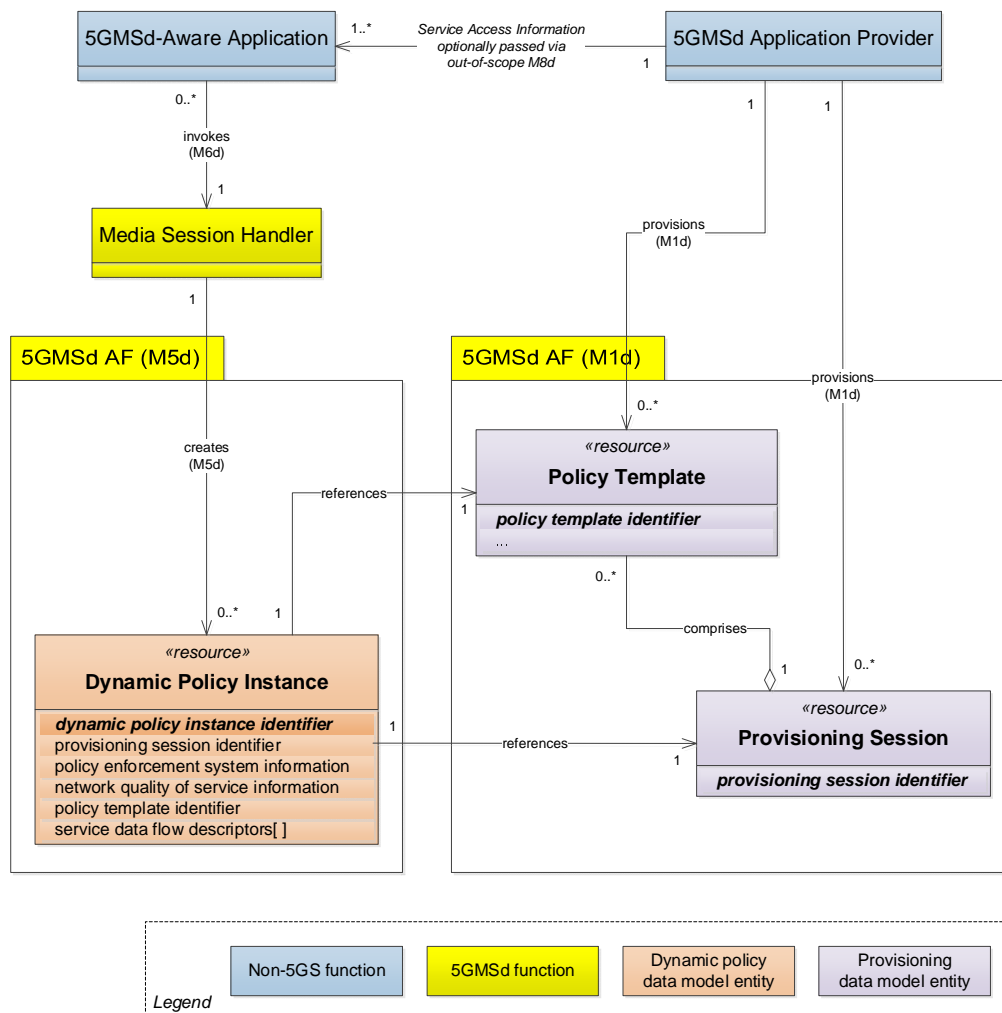 5GMSd-Aware Application
1..*
Service Access Information
optionally passed via
out-of-scope M8d
1
5GMSd Application Provider
0..*
invokes
(M6d)
1
1
1
Media Session Handler
1
provisions
(M1d)
5GMSd AF (M5d)
5GMSd AF (M1d)
provisions
(M1d)
0..*
creates
(M5d)
«resource»
Policy Template
policy template identifier
...
references
1
0..*
0..*
1
comprises
1
0..*
«resource»
Dynamic Policy Instance
dynamic policy instance identifier
provisioning session identifier
policy enforcement system information
network quality of service information
policy template identifier
service data flow descriptors[ ]
1
references
1
«resource»
Provisioning Session
provisioning session identifier
Legend
Non-5GS function
5GMSd function
Dynamic policy
data model entity
Provisioning
data model entity